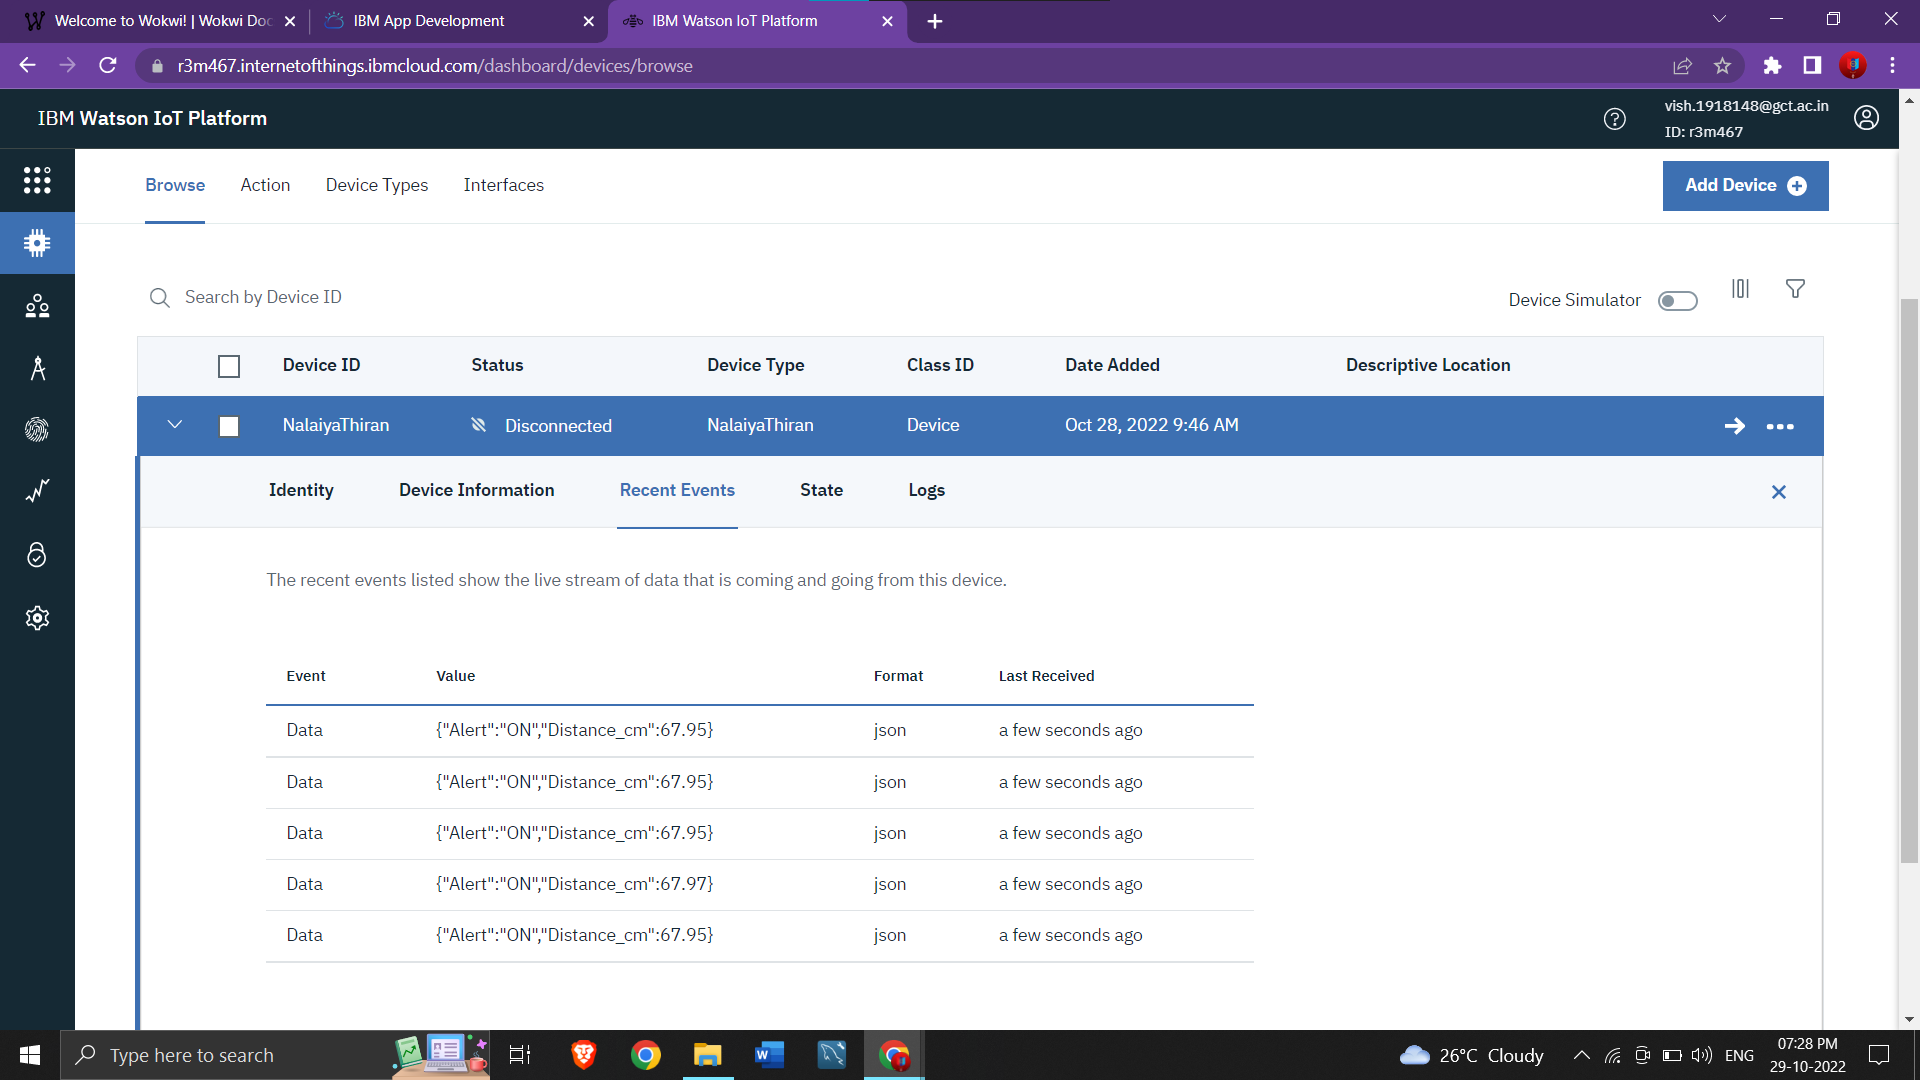 Welcome to Wokwi! | Wokwi Doc
IBM App Development
IBM Watson IoT Platform
r3m467.internetofthings.ibmcloud.com/dashboard/devices/browse
IBM Watson IoT Platform
vish.1918148@gct.ac.in
ID: r3m467
Browse Action Device Types Interfaces
Add Device
Search by Device ID
Device Simulator
Device ID Status Device Type Class ID Date Added Descriptive Location
NalaiyaThiran Disconnected NalaiyaThiran Device Oct 28, 2022 9:46 AM
Identity Device Information Recent Events State Logs
The recent events listed show the live stream of data that is coming and going from this device.
Event Value Format Last Received
Data {"Alert":"ON","Distance_cm":67.95} json a few seconds ago
Data {"Alert":"ON","Distance_cm":67.95} json a few seconds ago
Data {"Alert":"ON","Distance_cm":67.95} json a few seconds ago
Data {"Alert":"ON","Distance_cm":67.97} json a few seconds ago
Data {"Alert":"ON","Distance_cm":67.95} json a few seconds ago
Type here to search
26°C Cloudy
ENG
07:28 PM
29-10-2022